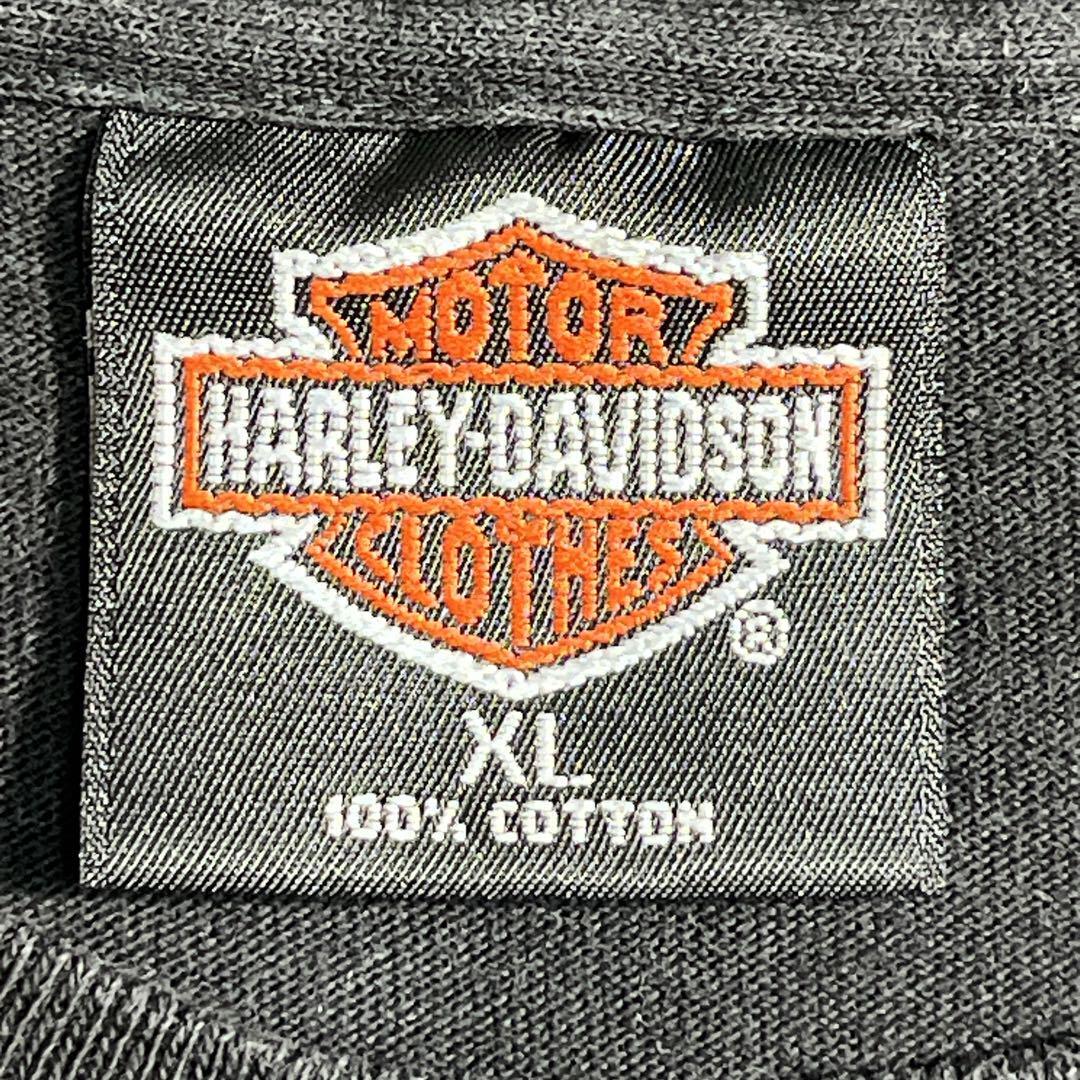 MOTOR
HARLEY-DAVIDSON
CLOTHES
®
XL
100% COTTON